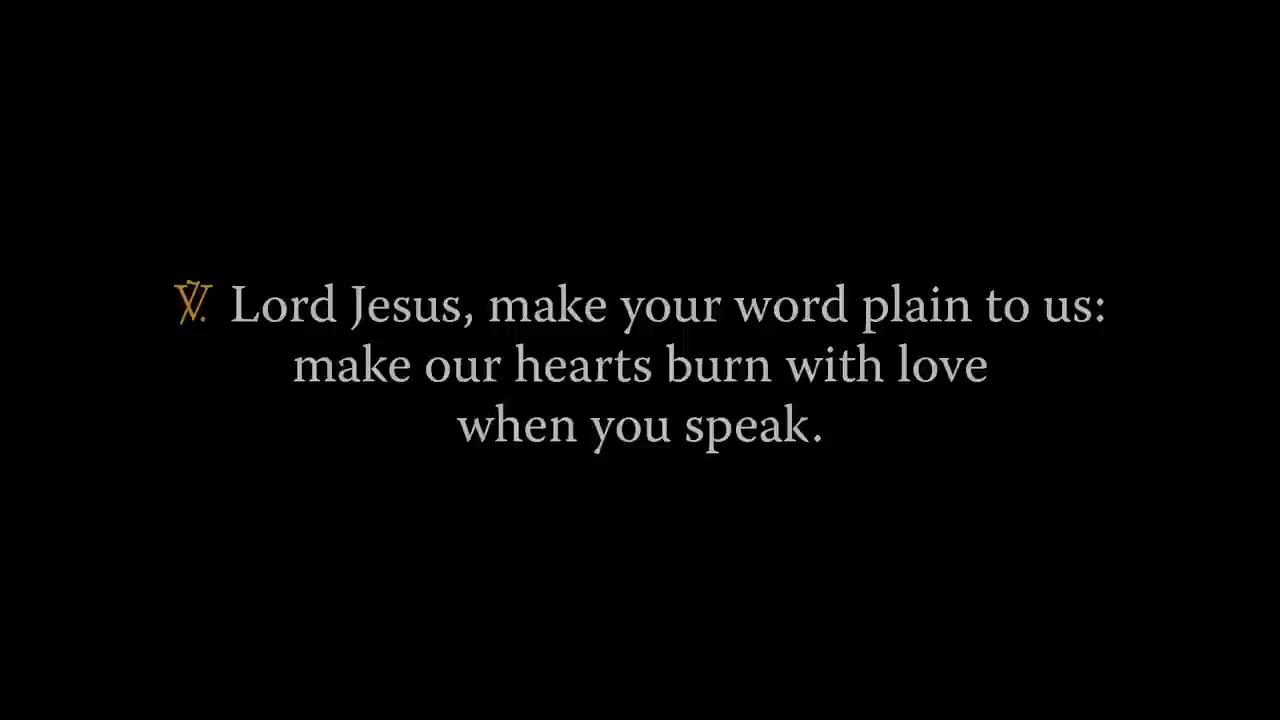 ℣. Lord Jesus, make your word plain to us:
make our hearts burn with love
when you speak.